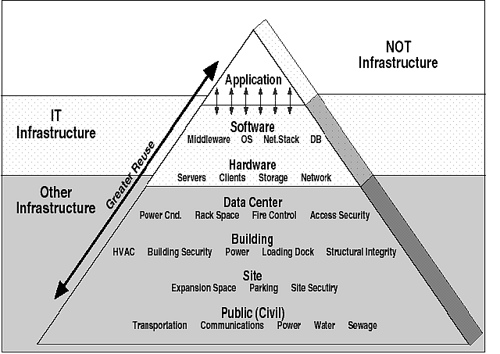 NOT
Infrastructure
Application
IT
Infrastructure
Software
Middleware OS Net.Stack DB
Greater Reuse
Hardware
Servers Clients Storage Network
Other
Infrastructure
Data Center
Power Cnd. Rack Space Fire Control Access Security
Building
HVAC Building Security Power Loading Dock Structural Integrity
Site
Expansion Space Parking Site Secutiry
Public (Civil)
Transportation Communications Power Water Sewage